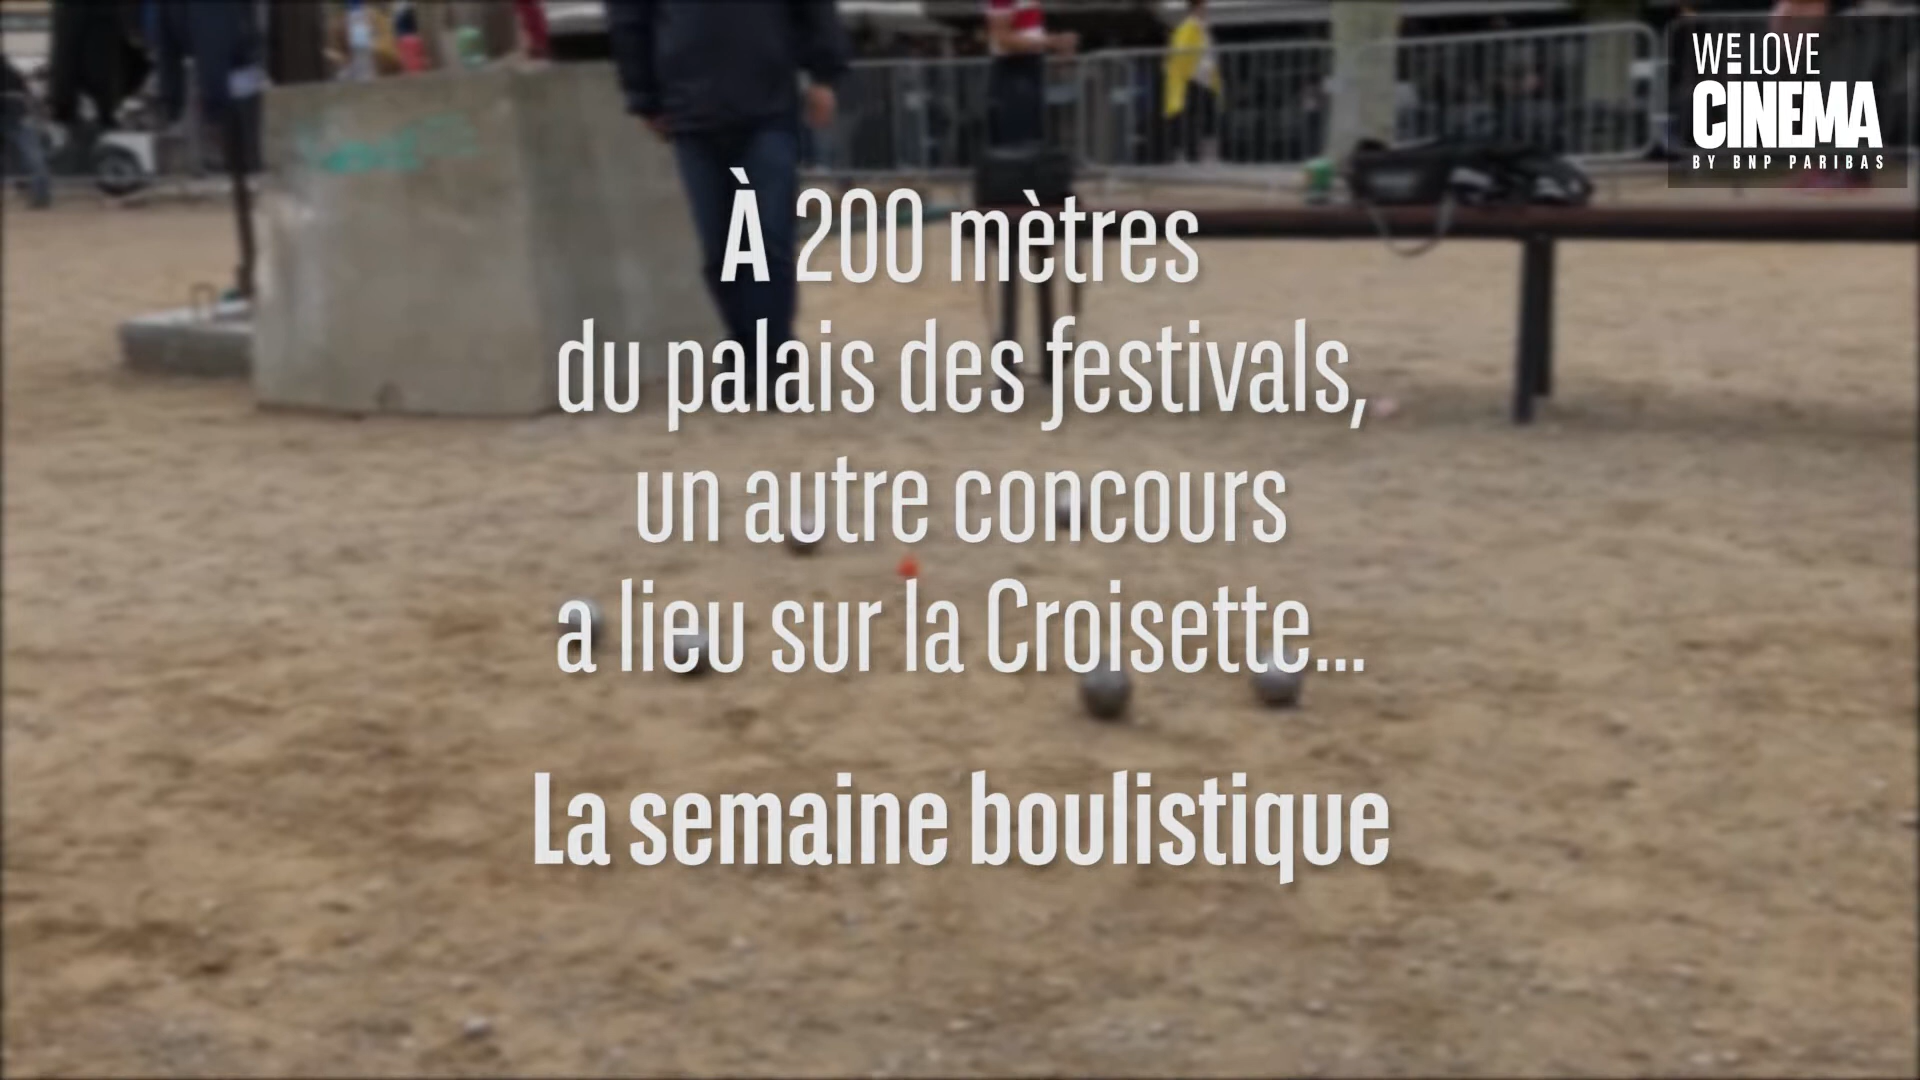 WE LOVE
CINEMA
BY BNP PARIBAS
À 200 mètres
du palais des festivals,
un autre concours
a lieu sur la Croisette...
La semaine boulistique